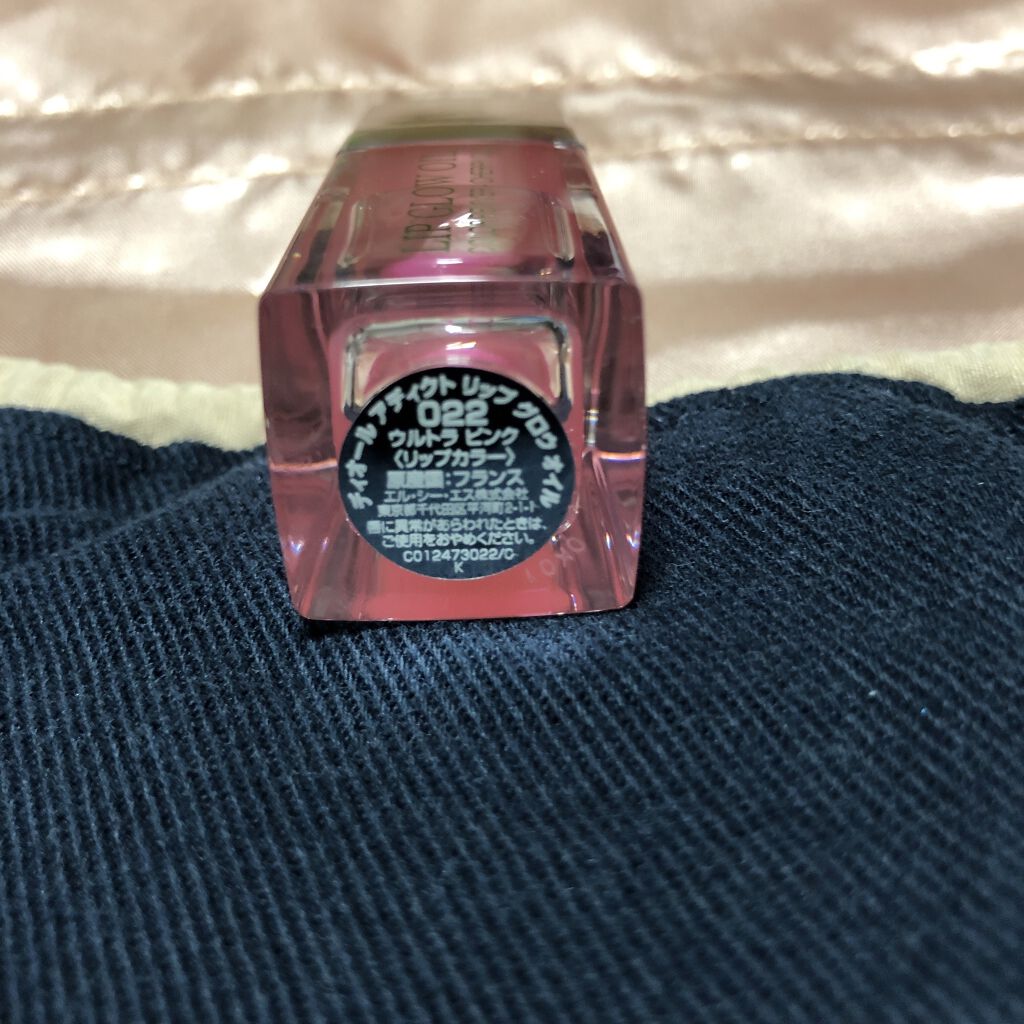 LIP GLOW OIL
ディオール アディクト リップ グロウ オイル
022
ウルトラ ピンク
〈リップカラー〉
原産国:フランス
エル・シー・エス株式会社
東京都千代田区平河町2-1-1
唇に異常があらわれたときは、
ご使用をおやめください。
C012473022/C
K